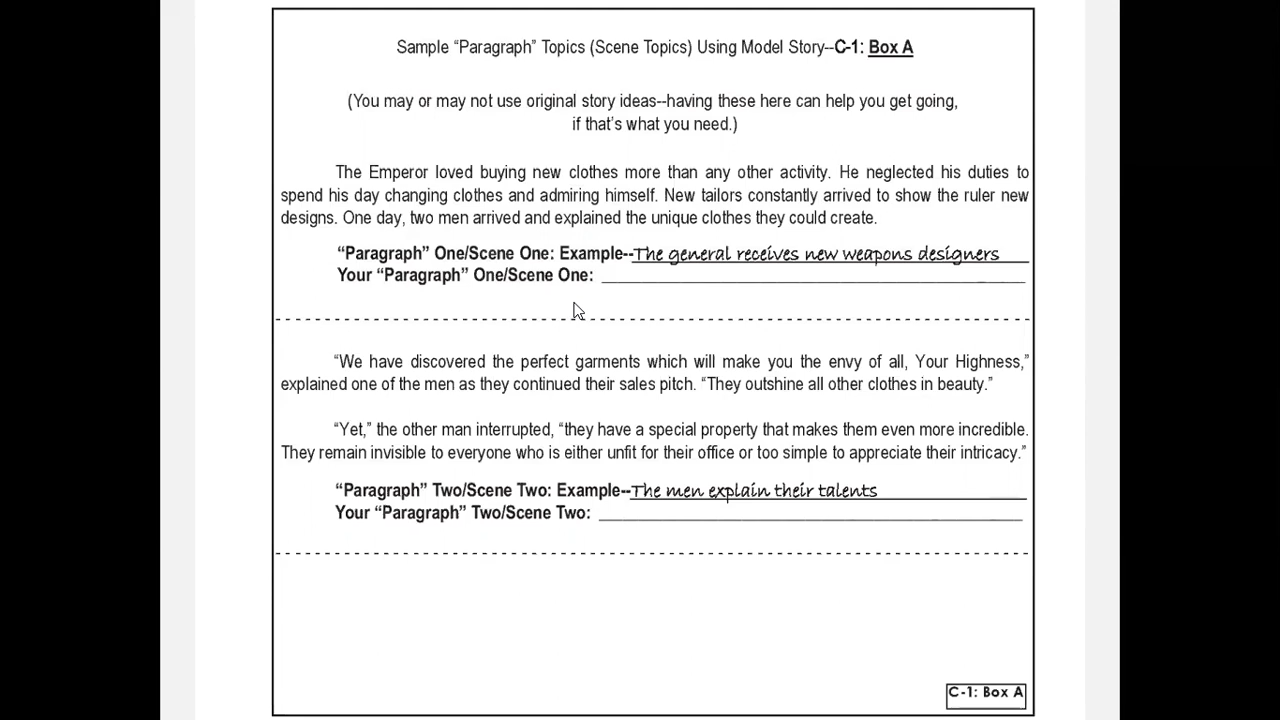 Sample “Paragraph” Topics (Scene Topics) Using Model Story--C-1: Box A
(You may or may not use original story ideas--having these here can help you get going,
if that’s what you need.)
The Emperor loved buying new clothes more than any other activity. He neglected his duties to
spend his day changing clothes and admiring himself. New tailors constantly arrived to show the ruler new
designs. One day, two men arrived and explained the unique clothes they could create.
“Paragraph” One/Scene One: Example--The general receives new weapons designers
Your “Paragraph” One/Scene One:
“We have discovered the perfect garments which will make you the envy of all, Your Highness,”
explained one of the men as they continued their sales pitch. “They outshine all other clothes in beauty.”
“Yet,” the other man interrupted, “they have a special property that makes them even more incredible.
They remain invisible to everyone who is either unfit for their office or too simple to appreciate their intricacy.”
“Paragraph” Two/Scene Two: Example--The men explain their talents
Your “Paragraph” Two/Scene Two:
C-1: Box A